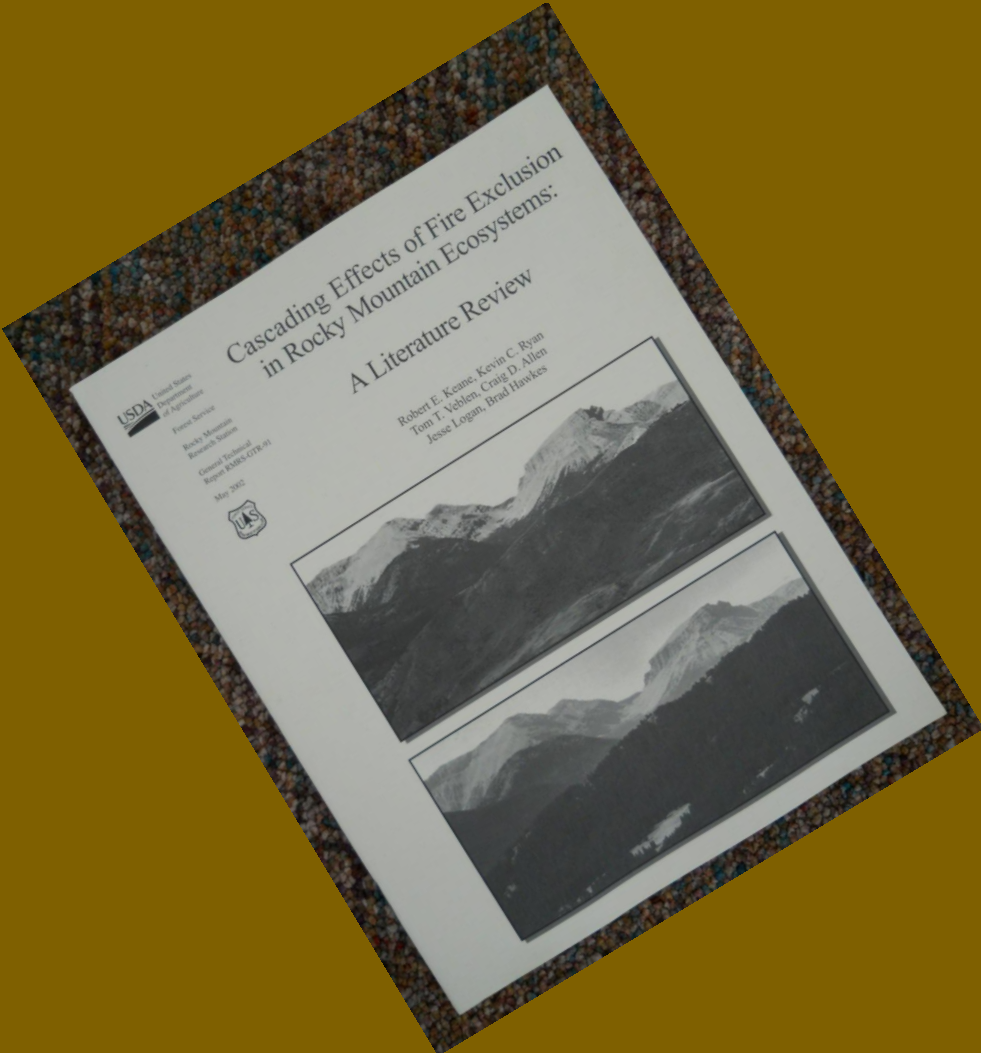 Cascading Effects of Fire Exclusion
in Rocky Mountain Ecosystems:
A Literature Review
Robert E. Keane, Kevin C. Ryan
Tom T. Veblen, Craig D. Allen
Jesse Logan, Brad Hawkes
USDA
United States
Department
of Agriculture
Forest Service
Rocky Mountain
Research Station
General Technical
Report RMRS-GTR-91
May 2002
US